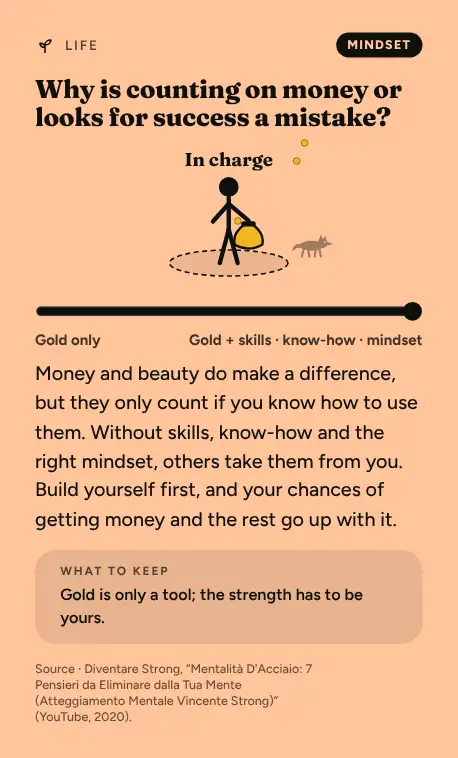 LIFE
MINDSET
Why is counting on money or
looks for success a mistake?
In charge
Gold only
Gold + skills · know-how · mindset
Money and beauty do make a difference,
but they only count if you know how to use
them. Without skills, know-how and the
right mindset, others take them from you.
Build yourself first, and your chances of
getting money and the rest go up with it.
WHAT TO KEEP
Gold is only a tool; the strength has to be
yours.
Source · Diventare Strong, “Mentalità D'Acciaio: 7
Pensieri da Eliminare dalla Tua Mente
(Atteggiamento Mentale Vincente Strong)”
(YouTube, 2020).